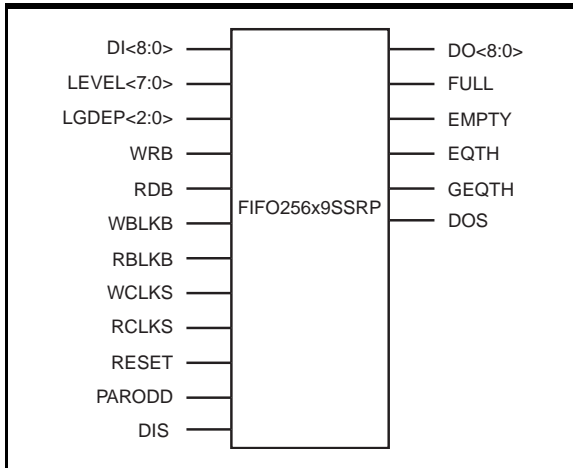 DI<8:0>
LEVEL<7:0>
LGDEP<2:0>
WRB
RDB
WBLKB
RBLKB
WCLKS
RCLKS
RESET
PARODD
DIS
FIFO256x9SSRP
DO<8:0>
FULL
EMPTY
EQTH
GEQTH
DOS